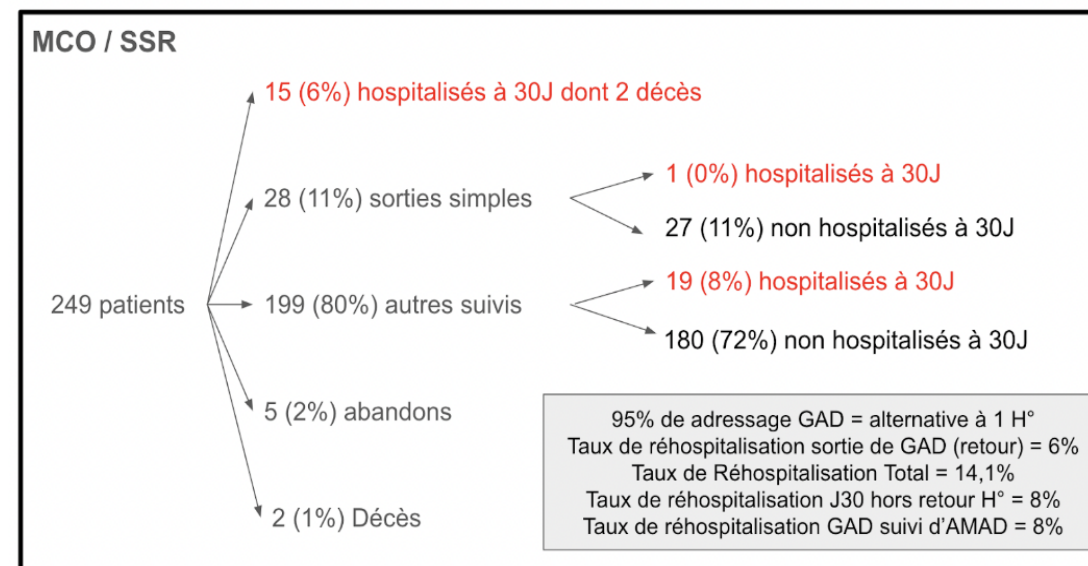 MCO / SSR
15 (6%) hospitalisés à 30J dont 2 décès
28 (11%) sorties simples
1 (0%) hospitalisés à 30J
27 (11%) non hospitalisés à 30J
249 patients
199 (80%) autres suivis
19 (8%) hospitalisés à 30J
180 (72%) non hospitalisés à 30J
5 (2%) abandons
2 (1%) Décès
95% de adressage GAD = alternative à 1 H°
Taux de réhospitalisation sortie de GAD (retour) = 6%
Taux de Réhospitalisation Total = 14,1%
Taux de réhospitalisation J30 hors retour H° = 8%
Taux de réhospitalisation GAD suivi d'AMAD = 8%